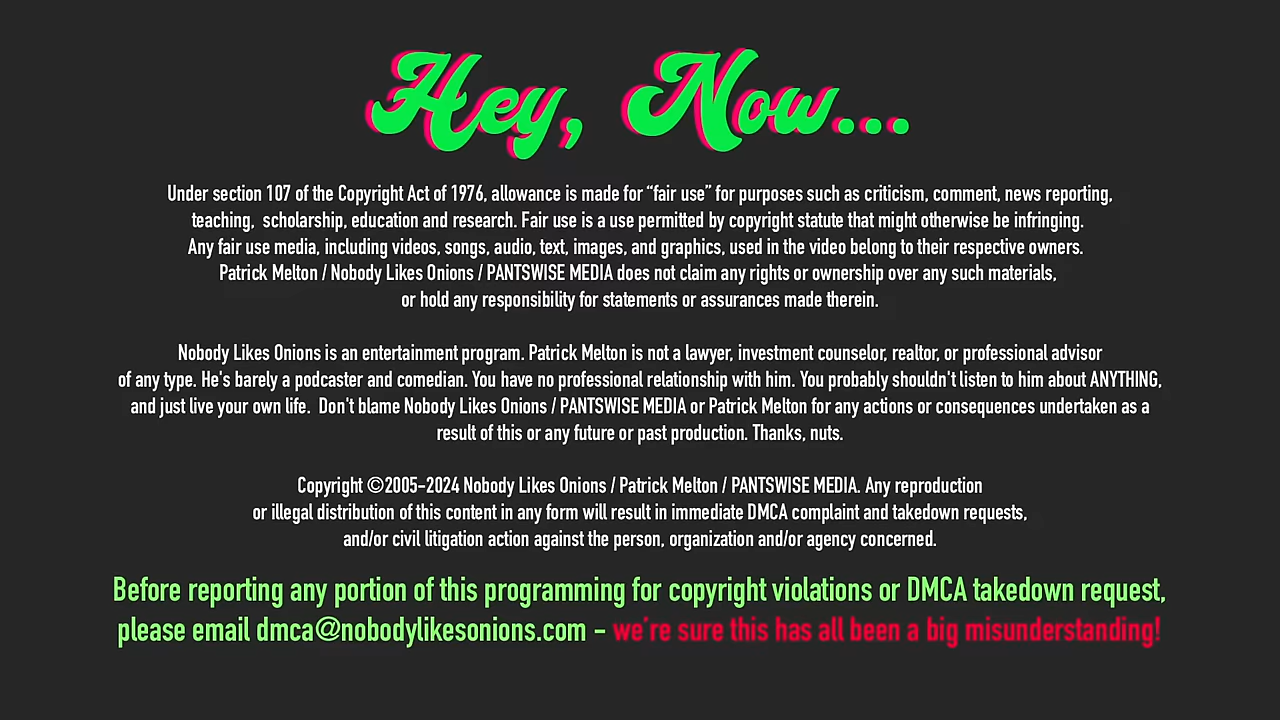 Hey, Now...
Under section 107 of the Copyright Act of 1976, allowance is made for “fair use” for purposes such as criticism, comment, news reporting,
teaching,  scholarship, education and research. Fair use is a use permitted by copyright statute that might otherwise be infringing.
Any fair use media, including videos, songs, audio, text, images, and graphics, used in the video belong to their respective owners.
Patrick Melton / Nobody Likes Onions / PANTSWISE MEDIA does not claim any rights or ownership over any such materials,
or hold any responsibility for statements or assurances made therein.
Nobody Likes Onions is an entertainment program. Patrick Melton is not a lawyer, investment counselor, realtor, or professional advisor
of any type. He's barely a podcaster and comedian. You have no professional relationship with him. You probably shouldn't listen to him about ANYTHING,
and just live your own life.  Don't blame Nobody Likes Onions / PANTSWISE MEDIA or Patrick Melton for any actions or consequences undertaken as a
result of this or any future or past production. Thanks, nuts.
Copyright ©2005-2024 Nobody Likes Onions / Patrick Melton / PANTSWISE MEDIA. Any reproduction
or illegal distribution of this content in any form will result in immediate DMCA complaint and takedown requests,
and/or civil litigation action against the person, organization and/or agency concerned.
Before reporting any portion of this programming for copyright violations or DMCA takedown request,
please email dmca@nobodylikesonions.com - we're sure this has all been a big misunderstanding!